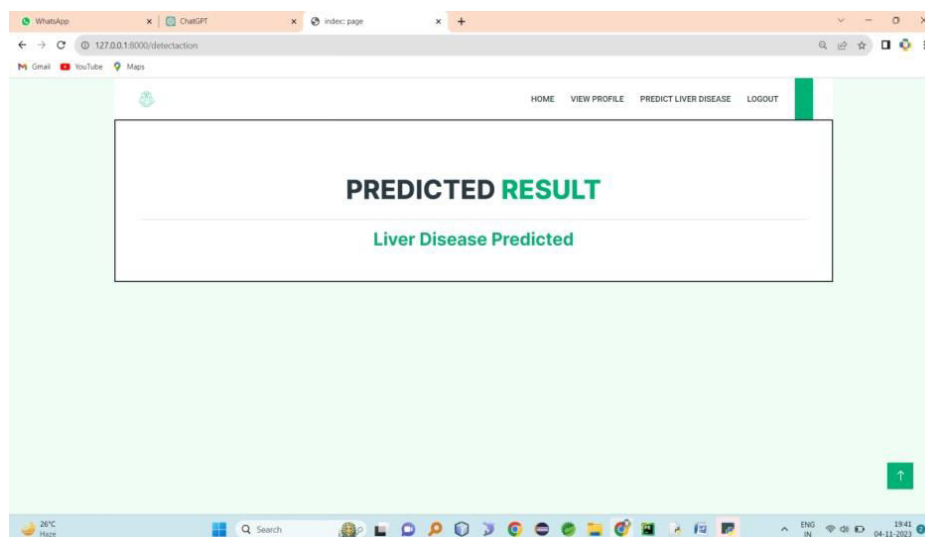 WhatsApp
ChatGPT
index: page
127.0.0.1:8000/detectaction
Gmail
YouTube
Maps
HOME VIEW PROFILE PREDICT LIVER DISEASE LOGOUT
PREDICTED RESULT
Liver Disease Predicted
26°C
Haze
Search
ENG
IN
19:41
04-11-2023